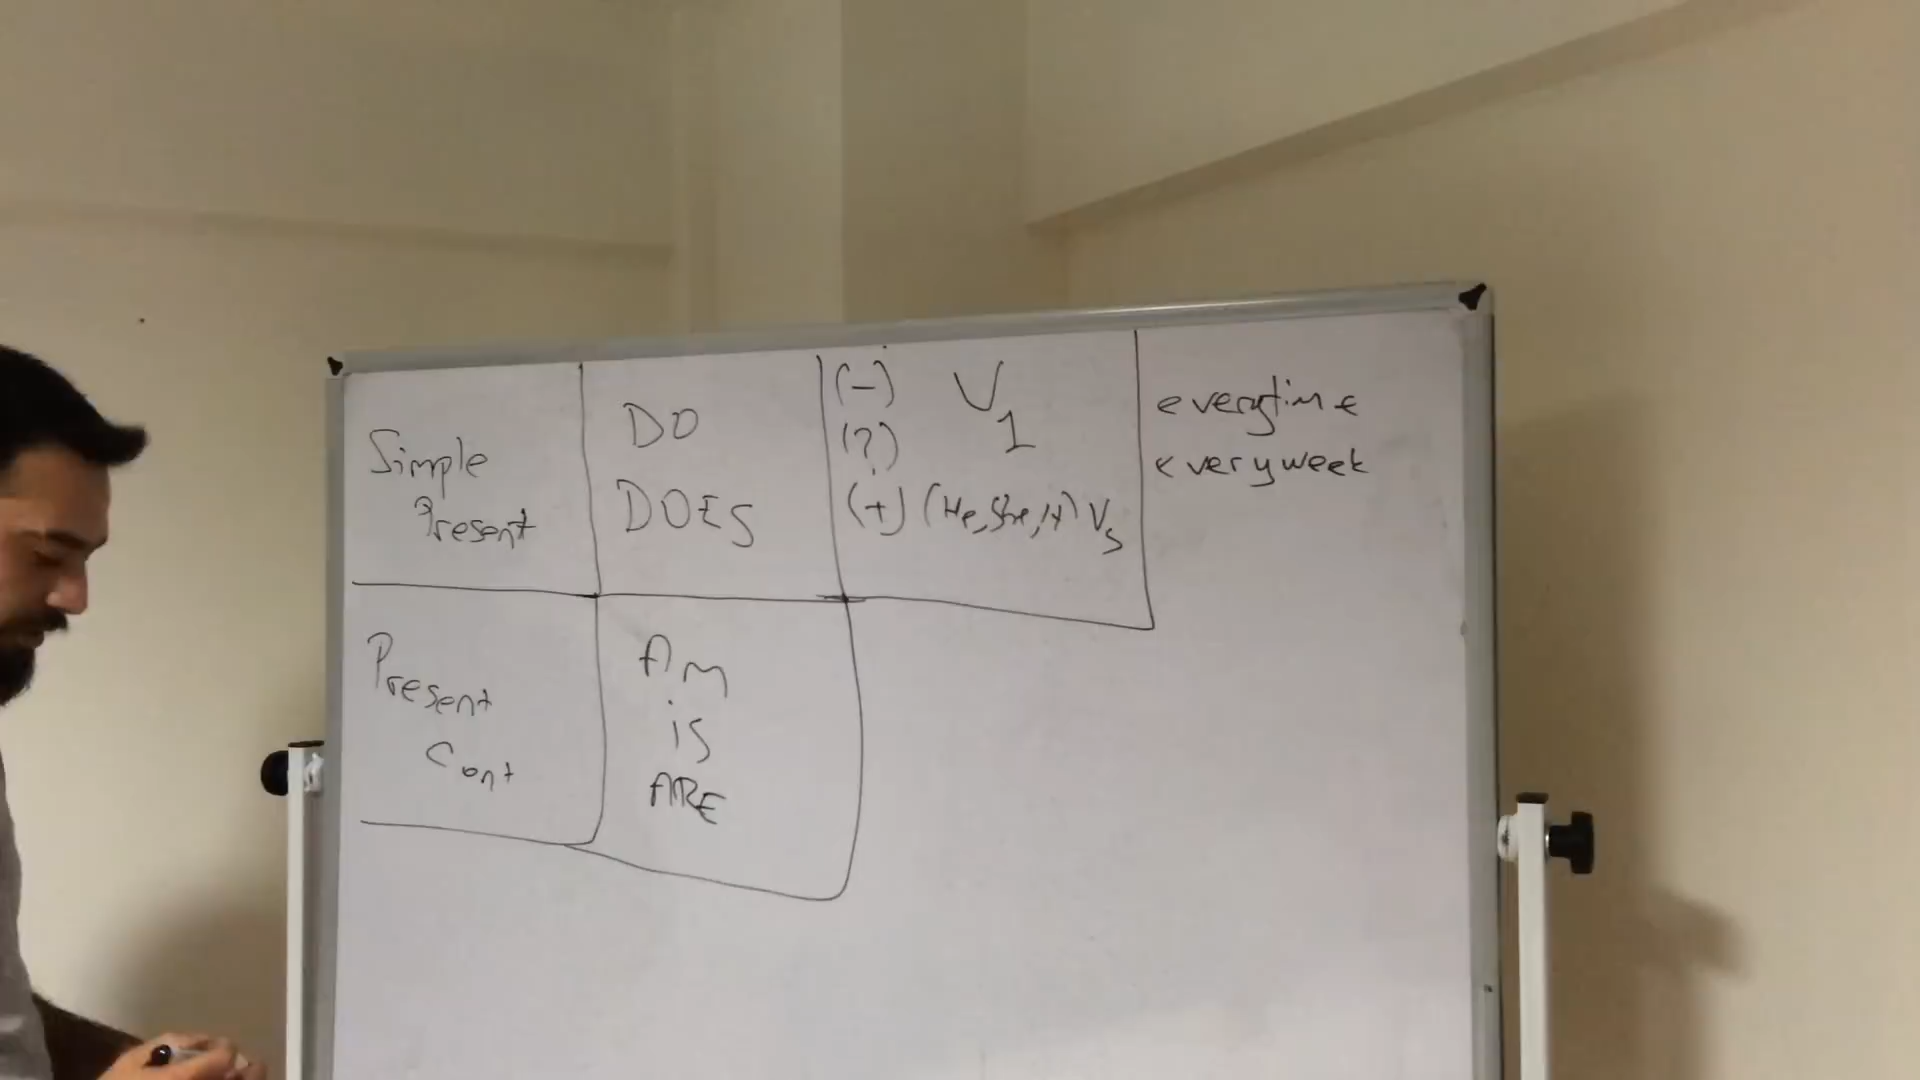 Simple
Present
DO
DOES
(-) V1
(?)
(+) (He, She, it) Vs
everytime
everyweek
Present
Cont
AM
is
ARE